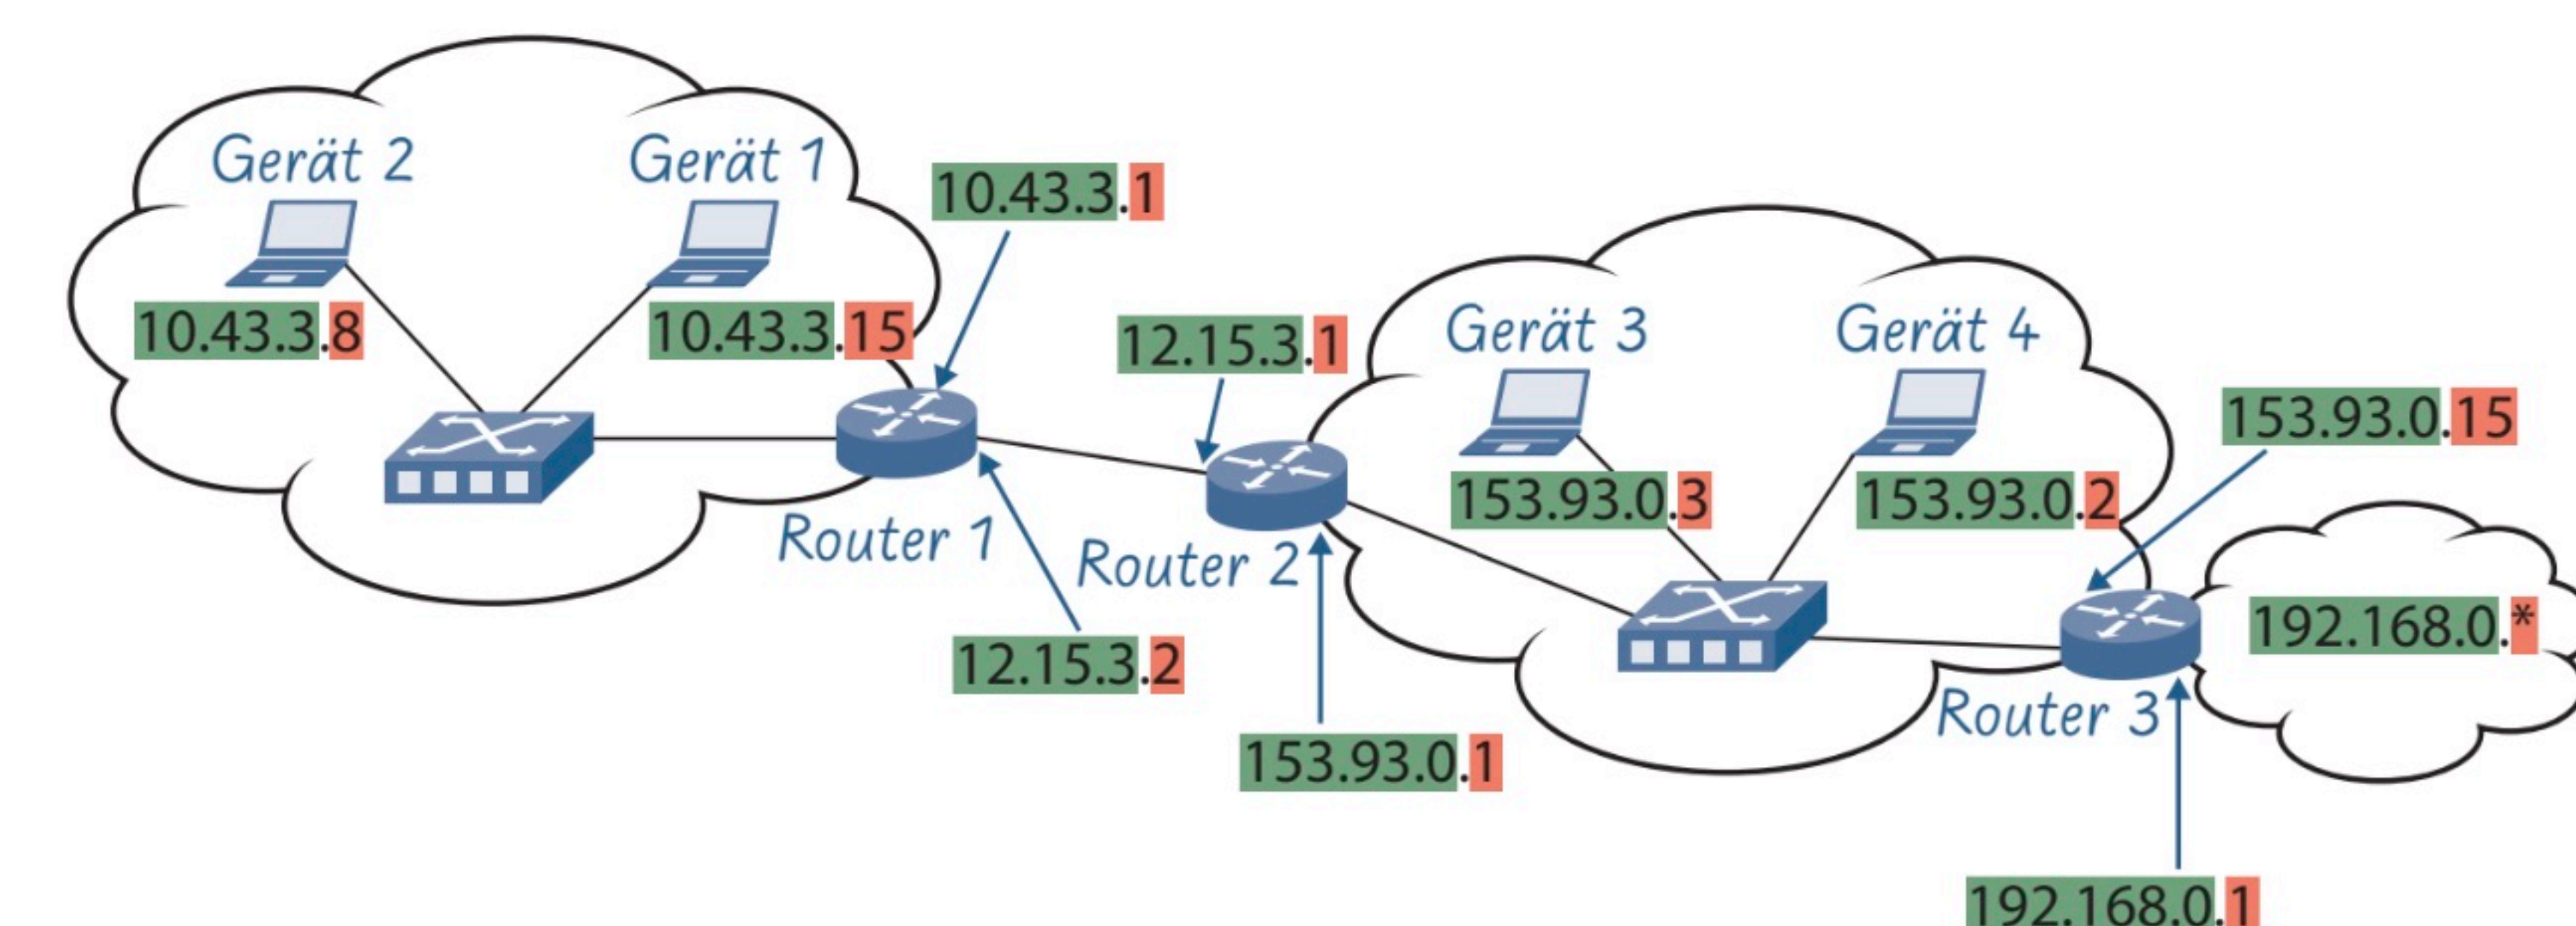 Gerät 2
Gerät 1
10.43.3.1
10.43.3.8
10.43.3.15
12.15.3.1
Gerät 3
Gerät 4
153.93.0.15
153.93.0.3
153.93.0.2
Router 1
Router 2
192.168.0.*
12.15.3.2
Router 3
153.93.0.1
192.168.0.1